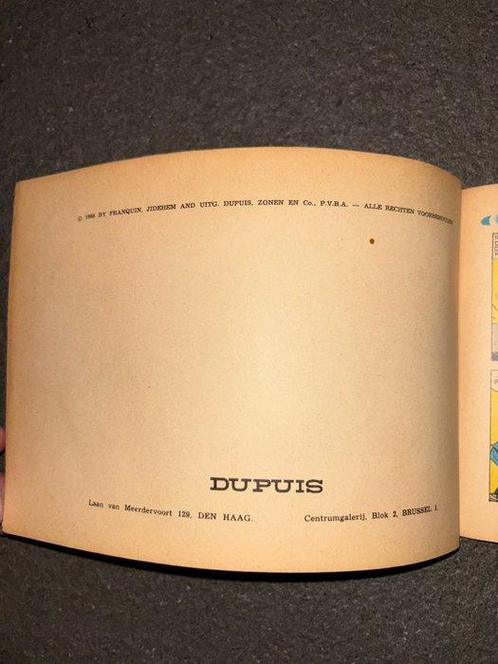 © 1966 BY FRANQUIN, JIDEHEM AND UITG. DUPUIS, ZONEN EN Co., P.V.B.A. — ALLE RECHTEN VOORBEHOUDEN
DUPUIS
Laan van Meerdervoort 129, DEN HAAG. Centrumgalerij, Blok 2, BRUSSEL 1.